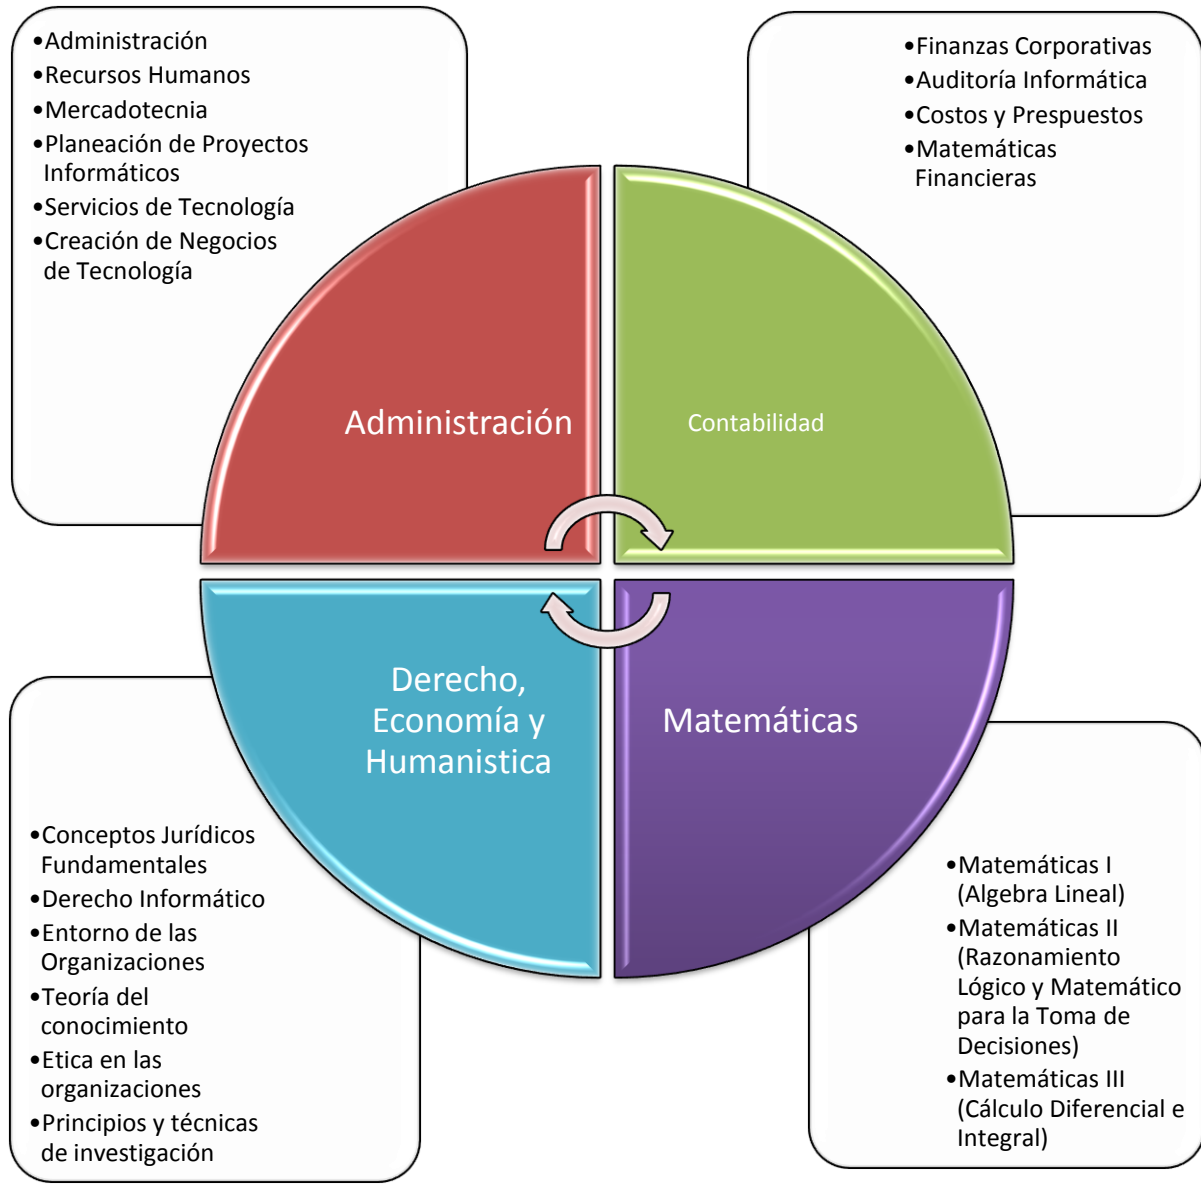 •Administración
•Recursos Humanos
•Mercadotecnia
•Planeación de Proyectos
Informáticos
•Servicios de Tecnología
•Creación de Negocios
de Tecnología
•Finanzas Corporativas
•Auditoría Informática
•Costos y Prespuestos
•Matemáticas
Financieras
Administración
Contabilidad
Derecho,
Economía y
Humanistica
Matemáticas
•Conceptos Jurídicos
Fundamentales
•Derecho Informático
•Entorno de las
Organizaciones
•Teoría del
conocimiento
•Etica en las
organizaciones
•Principios y técnicas
de investigación
•Matemáticas I
(Algebra Lineal)
•Matemáticas II
(Razonamiento
Lógico y Matemático
para la Toma de
Decisiones)
•Matemáticas III
(Cálculo Diferencial e
Integral)